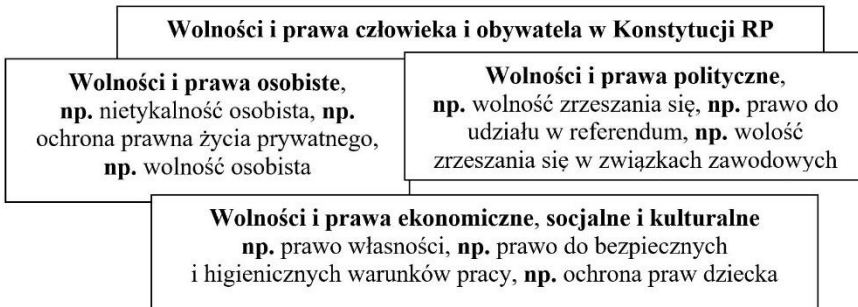 Wolności i prawa człowieka i obywatela w Konstytucji RP
Wolności i prawa osobiste,
np. nietykalność osobista, np.
ochrona prawna życia prywatnego,
np. wolność osobista
Wolności i prawa polityczne,
np. wolność zrzeszania się, np. prawo do
udziału w referendum, np. wolość
zrzeszania się w związkach zawodowych
Wolności i prawa ekonomiczne, socjalne i kulturalne
np. prawo własności, np. prawo do bezpiecznych
i higienicznych warunków pracy, np. ochrona praw dziecka